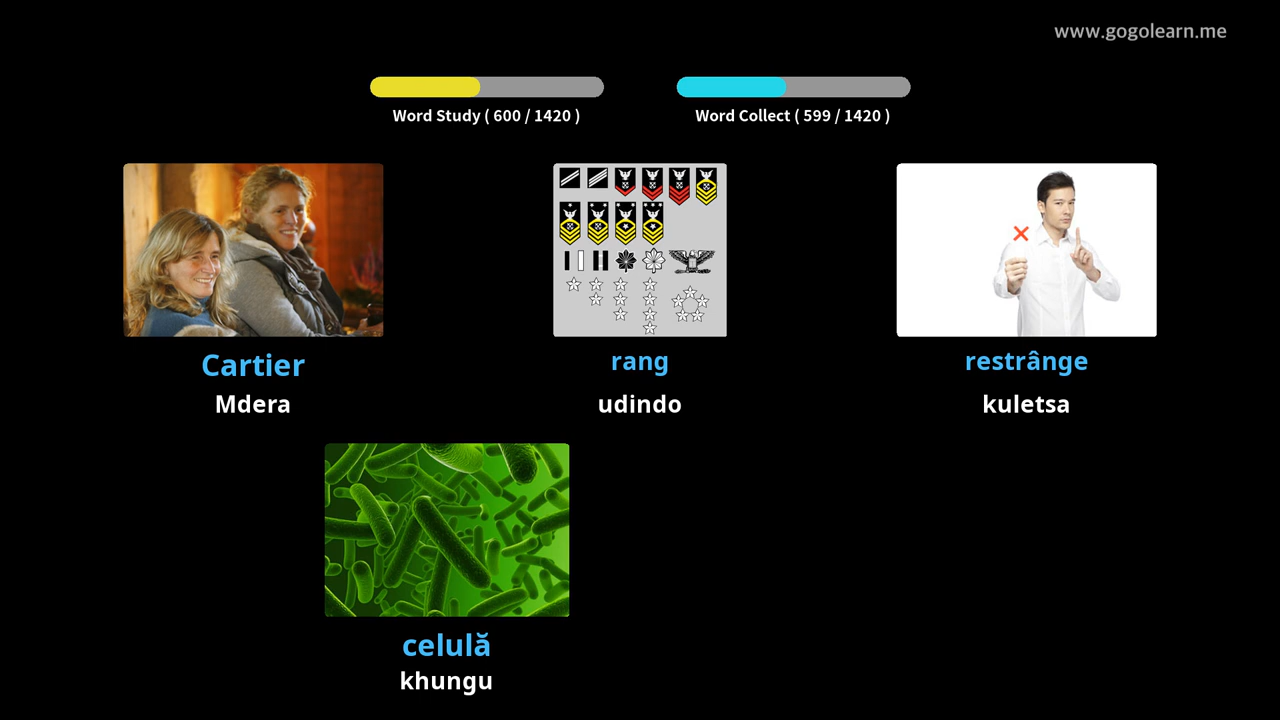 www.gogolearn.me
Word Study ( 600 / 1420 )
Word Collect ( 599 / 1420 )
Cartier
Mdera
rang
udindo
restrânge
kuletsa
celulă
khungu